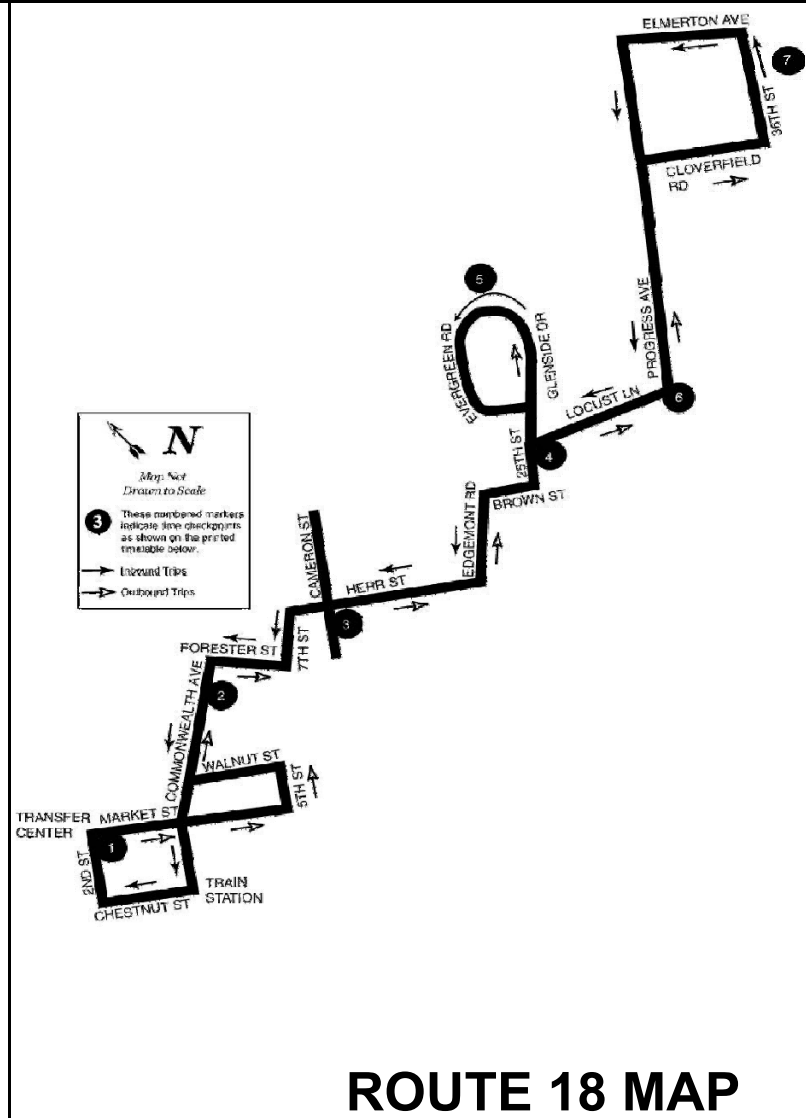 ELMERTON AVE
7
36TH ST
CLOVERFIELD
RD
5
EVERGREEN RD
GLENSIDE DR
PROGRESS AVE
LOCUST LN
6
25TH ST
4
BROWN ST
EDGEMONT RD
N
Map Not
Drawn to Scale
3
These numbered markers
indicate time checkpoints
as shown on the printed
timetable below.
Inbound Trips
Outbound Trips
CAMERON ST
HERR ST
3
7TH ST
FORESTER ST
2
COMMONWEALTH AVE
WALNUT ST
5TH ST
TRANSFER
CENTER
MARKET ST
1
2ND ST
TRAIN
STATION
CHESTNUT ST
ROUTE 18 MAP